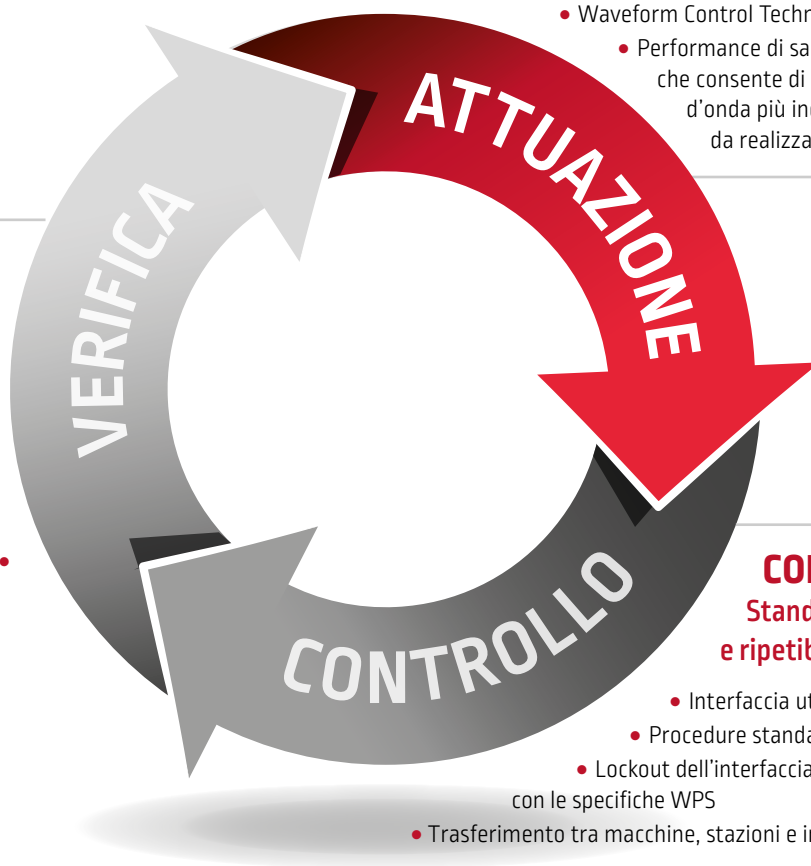 • Waveform Control Techn
• Performance di sa
che consente di
d'onda più in
da realizza
ATTUAZIONE
VERIFICA
CONTROLLO
•
CO
Stand
e ripetib
• Interfaccia ut
• Procedure standa
• Lockout dell'interfaccia
con le specifiche WPS
• Trasferimento tra macchine, stazioni e i